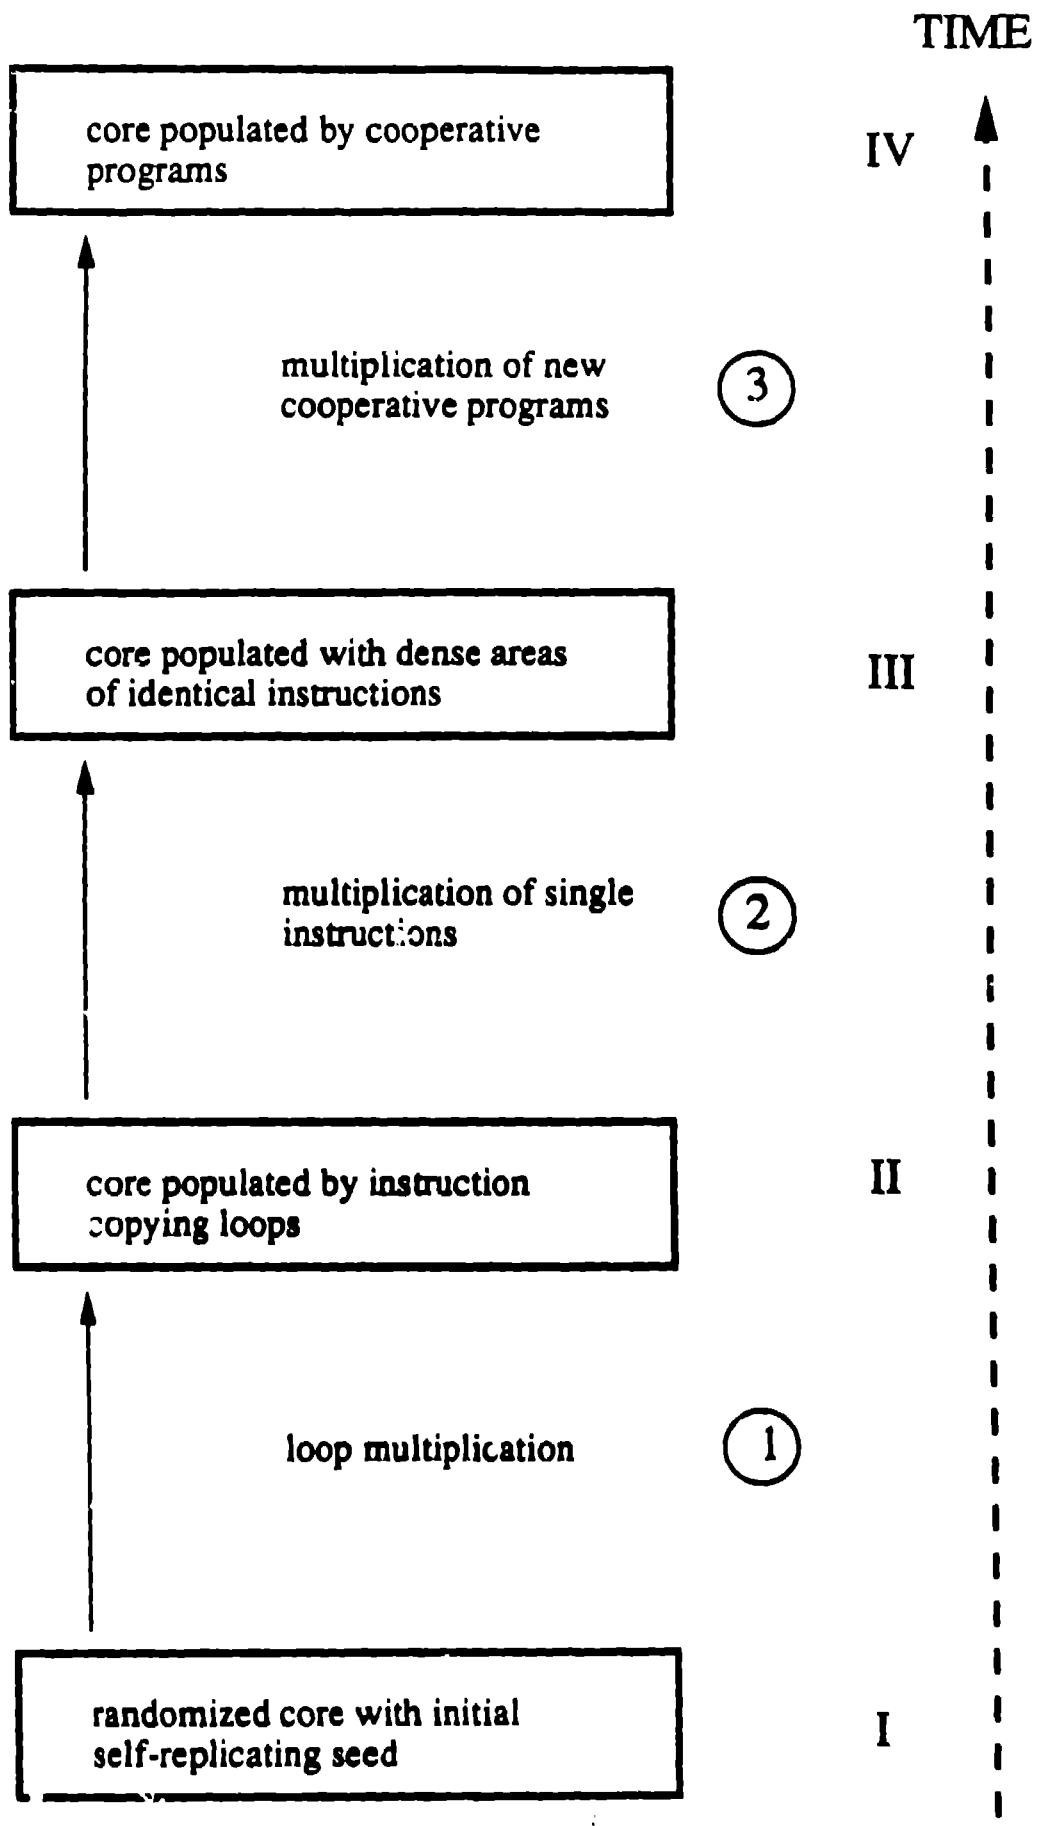 TIME
core populated by cooperative
programs
IV
multiplication of new
cooperative programs
3
core populated with dense areas
of identical instructions
III
multiplication of single
instructions
2
core populated by instruction
copying loops
II
loop multiplication
1
randomized core with initial
self-replicating seed
I